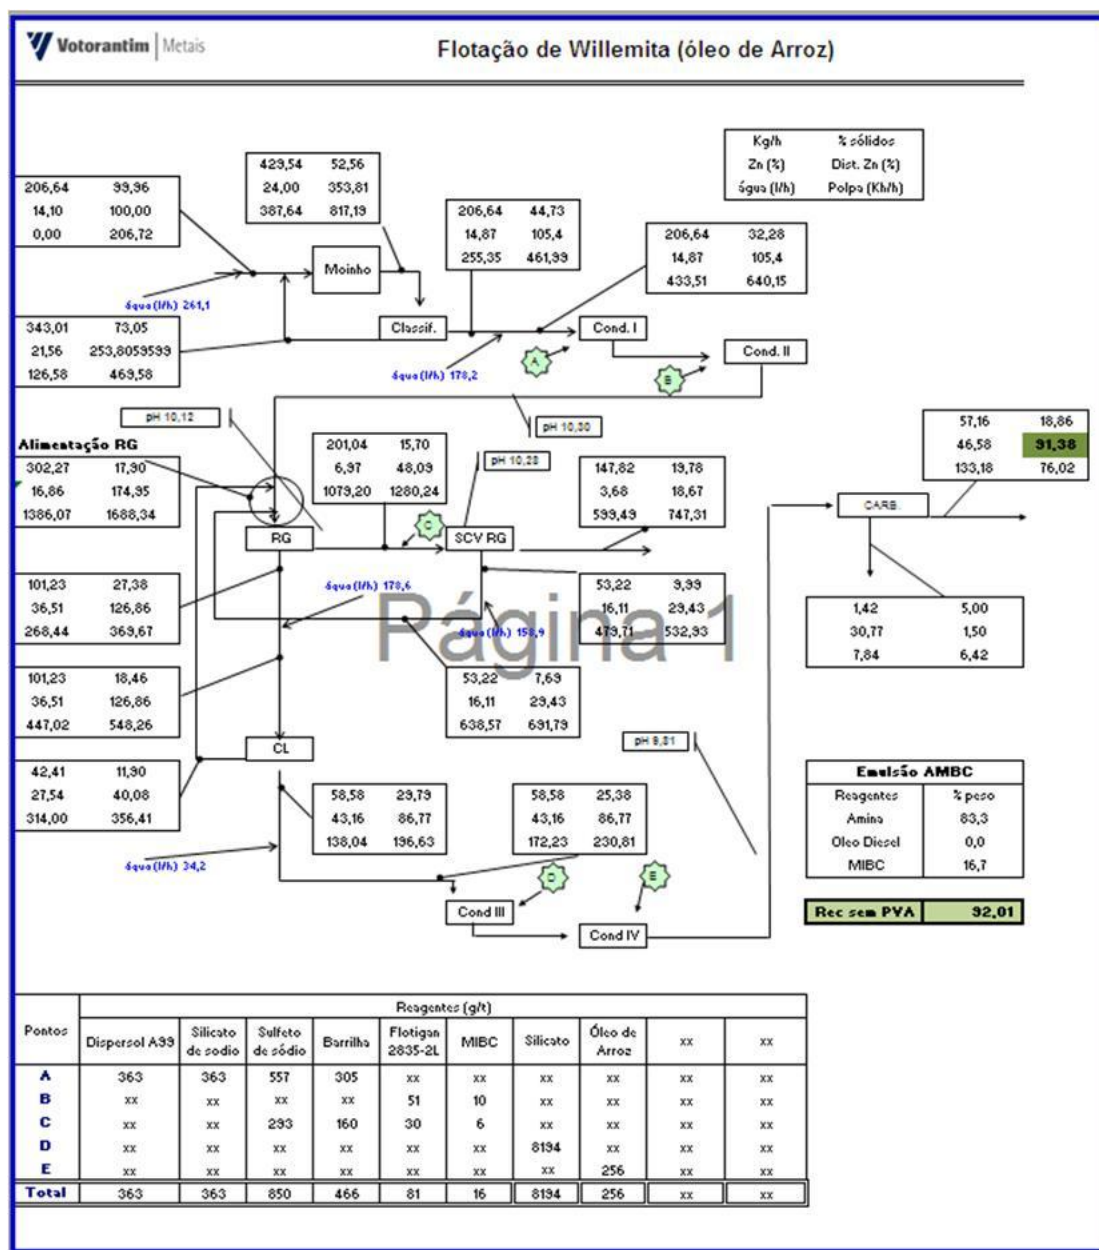 Votorantim | Metais
Flotação de Willemita (óleo de Arroz)
Kg/h % sólidos
Zn (%) Dist. Zn (%)
água (l/h) Polpa (Kh/h)
429,54 52,56
24,00 353,81
387,64 817,19
206,64 99,96
14,10 100,00
0,00 206,72
206,64 44,73
14,87 105,4
255,35 461,99
206,64 32,28
14,87 105,4
433,51 640,15
Moinho
água (l/h) 261,1
343,01 73,05
21,56 253,8059599
126,58 469,58
Classif.
Cond. I
Cond. II
água (l/h) 178,2
A
B
pH 10,12
pH 10,30
pH 10,28
Alimentação RG
302,27 17,90
16,86 174,95
1386,07 1688,34
201,04 15,70
6,97 48,09
1079,20 1280,24
147,82 19,78
3,68 18,67
599,49 747,31
57,16 18,86
46,58 91,38
133,18 76,02
CARB.
C
RG
SCV RG
101,23 27,38
36,51 126,86
268,44 369,67
água (l/h) 178,6
53,22 9,99
16,11 29,43
479,71 532,93
1,42 5,00
30,77 1,50
7,84 6,42
Página 1
água (l/h) 158,9
101,23 18,46
36,51 126,86
447,02 548,26
53,22 7,69
16,11 29,43
638,57 691,79
CL
pH 9,81
42,41 11,90
27,54 40,08
314,00 356,41
58,58 29,79
43,16 86,77
138,04 196,63
58,58 25,38
43,16 86,77
172,23 230,81
Emulsão AMBC
Reagentes % peso
Amina 83,3
Oleo Diesel 0,0
MIBC 16,7
água (l/h) 34,2
D
E
Cond III
Cond IV
Rec sem PVA 92,01
Reagentes (g/t)
Pontos Dispersol A99 Silicato de sodio Sulfeto de sódio Barrilha Flotigan 2835-2L MIBC Silicato Óleo de Arroz xx xx
A 363 363 557 305 xx xx xx xx xx xx
B xx xx xx xx 51 10 xx xx xx xx
C xx xx 293 160 30 6 xx xx xx xx
D xx xx xx xx xx xx 8194 xx xx xx
E xx xx xx xx xx xx xx 256 xx xx
Total 363 363 850 466 81 16 8194 256 xx xx